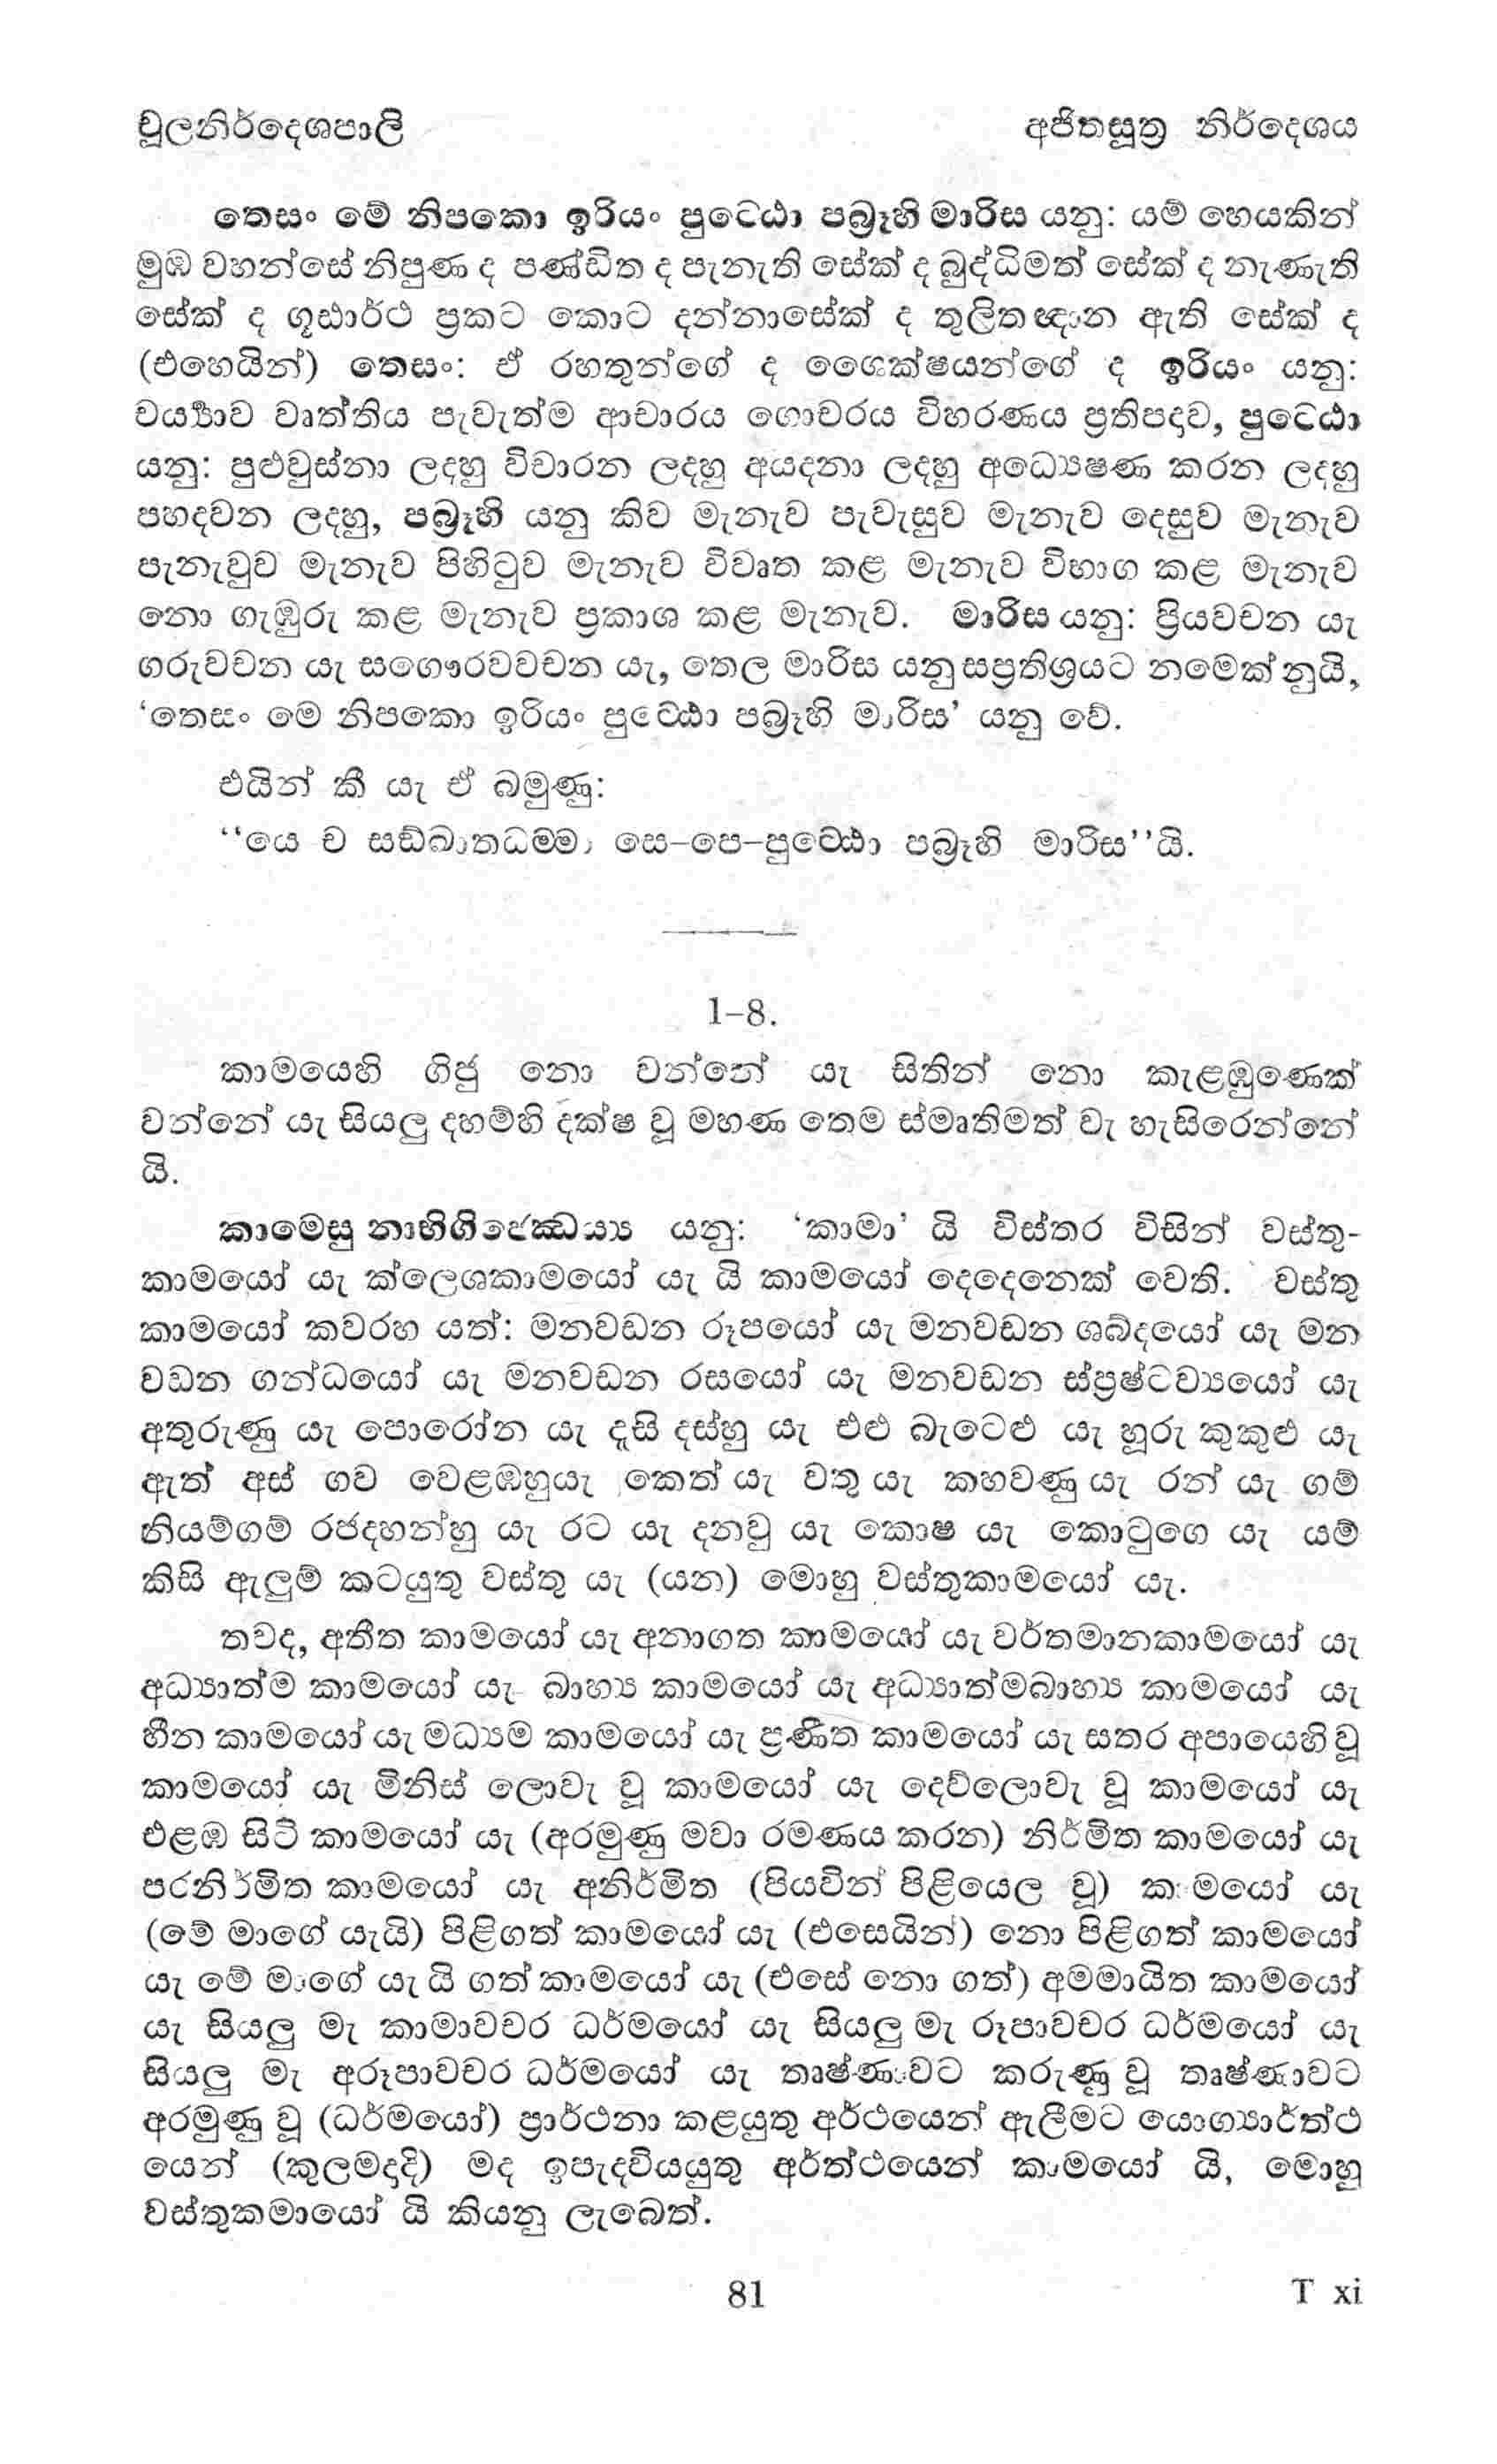 චූලනිර්දෙශපාලි
අජිතසූත්‍ර නිර්දෙශය
තෙසං මේ නිපකො ඉරියං පුට්ඨො පබ්‍රෑහි මාරිස යනු: යම් හෙයකින්
මුඹ වහන්සේ නිපුණ ද පණ්ඩිත ද පැනැති සේක් ද බුද්ධිමත් සේක් ද නැණැති
සේක් ද ගූඪාර්ථ ප්‍රකට කොට දන්නාසේක් ද තුලිතඥාන ඇති සේක් ද
(එහෙයින්) තෙසං: ඒ රහතුන්ගේ ද ශෛක්ෂයන්ගේ ද ඉරියං යනු:
චර්‍ය්‍යාව වෘත්තිය පැවැත්ම ආචාරය ගොචරය විහරණය ප්‍රතිපදාව, පුට්ඨො
යනු: පුළුවුස්නා ලදහු විචාරන ලදහු අයදනා ලදහු අධ්‍යෙෂණ කරන ලදහු
පහදවන ලදහු, පබ්‍රෑහි යනු කිව මැනැව පැවැසුව මැනැව දෙසුව මැනැව
පැනැවුව මැනැව පිහිටුව මැනැව විවෘත කළ මැනැව විභාග කළ මැනැව
නො ගැඹුරු කළ මැනැව ප්‍රකාශ කළ මැනැව. මාරිස යනු: ප්‍රියවචන යැ
ගරුවචන යැ සගෞරවවචන යැ, තෙල මාරිස යනු සප්‍රතිශ්‍රයට නමෙක් නුයි,
‘තෙසං මෙ නිපකො ඉරියං පුට්ඨො පබ්‍රෑහි මාරිස’ යනු වේ.
එයින් කී යැ ඒ බමුණු:
‘‘යෙ ච සඞ්ඛාතධම්මා සෙ–පෙ–පුට්ඨො පබ්‍රෑහි මාරිස’’යි.
1–8.
කාමයෙහි ගිජු නො වන්නේ යැ සිතින් නො කැළඹුණෙක්
වන්නේ යැ සියලු දහම්හි දක්ෂ වූ මහණ තෙම ස්මෘතිමත් වැ හැසිරෙන්නේ
යි.
කාමෙසු නාභිගිජ්ඣෙය්‍ය යනු: ‘කාමා’ යි විස්තර විසින් වස්තු-
කාමයෝ යැ ක්ලෙශකාමයෝ යැ යි කාමයෝ දෙදෙනෙක් වෙති. වස්තු
කාමයෝ කවරහ යත්: මනවඩන රූපයෝ යැ මනවඩන ශබ්දයෝ යැ මන
වඩන ගන්ධයෝ යැ මනවඩන රසයෝ යැ මනවඩන ස්ප්‍රෂ්ටව්‍යයෝ යැ
අතුරුණු යැ පොරෝන යැ දැසි දස්හු යැ එළු බැටෙළු යැ හූරු කුකුළු යැ
ඇත් අස් ගව වෙළඹහුයැ කෙත් යැ වතු යැ කහවණු යැ රන් යැ ගම්
නියම්ගම් රජදහන්හු යැ රට යැ දනවු යැ කොෂ යැ කොටුගෙ යැ යම්
කිසි ඇලුම් කටයුතු වස්තු යැ (යන) මොහු වස්තුකාමයෝ යැ.
තවද, අතීත කාමයෝ යැ අනාගත කාමයෝ යැ වර්තමානකාමයෝ යැ
අධ්‍යාත්ම කාමයෝ යැ බාහ්‍ය කාමයෝ යැ අධ්‍යාත්මබාහ්‍ය කාමයෝ යැ
හීන කාමයෝ යැ මධ්‍යම කාමයෝ යැ ප්‍රණීත කාමයෝ යැ සතර අපායෙහි වූ
කාමයෝ යැ මිනිස් ලොවැ වූ කාමයෝ යැ දෙව්ලොවැ වූ කාමයෝ යැ
එළඹ සිටි කාමයෝ යැ (අරමුණු මවා රමණය කරන) නිර්මිත කාමයෝ යැ
පරනිර්මිත කාමයෝ යැ අනිර්මිත (පියවින් පිළියෙල වූ) කාමයෝ යැ
(මේ මාගේ යැයි) පිළිගත් කාමයෝ යැ (එසෙයින්) නො පිළිගත් කාමයෝ
යැ මේ මාගේ යැ යි ගත් කාමයෝ යැ (එසේ නො ගත්) අමමායිත කාමයෝ
යැ සියලු මැ කාමාවචර ධර්මයෝ යැ සියලු මැ රූපාවචර ධර්මයෝ යැ
සියලු මැ අරූපාවචර ධර්මයෝ යැ තෘෂ්ණාවට කරුණු වූ තෘෂ්ණාවට
අරමුණු වූ (ධර්මයෝ) ප්‍රාර්ථනා කළයුතු අර්ථයෙන් ඇලීමට යොග්‍යාර්ත්ථ
යෙන් (කුලමදාදි) මද ඉපැදවියයුතු අර්ත්ථයෙන් කාමයෝ යි, මොහු
වස්තුකමායෝ යි කියනු ලැබෙත්.
81
T xi